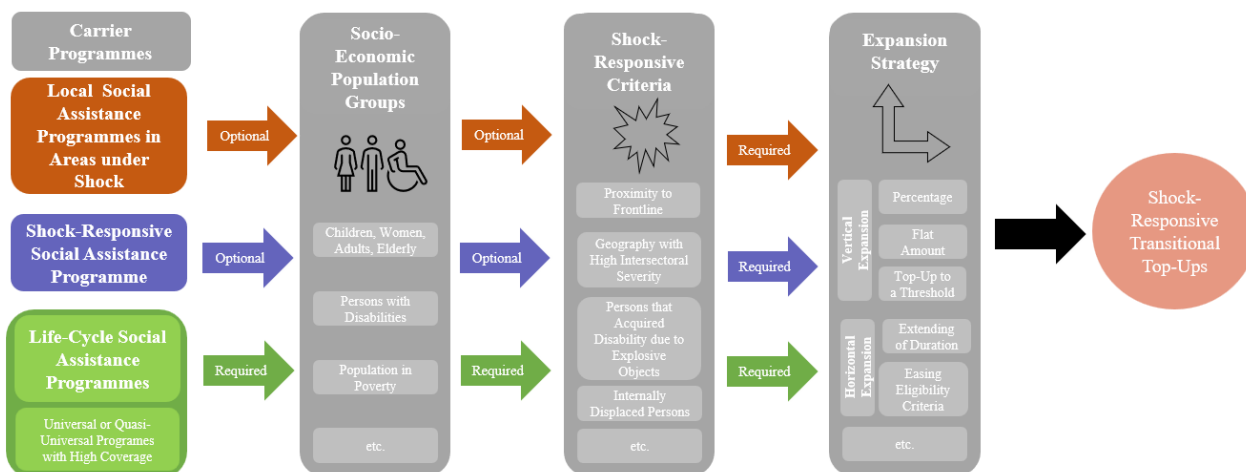 Carrier
Programmes
Local Social
Assistance
Programmes in
Areas under
Shock
Shock-Responsive
Social Assistance
Programme
Life-Cycle Social
Assistance
Programmes
Universal or Quasi-
Universal Programes
with High Coverage
Optional
Optional
Required
Socio-
Economic
Population
Groups
Children, Women,
Adults, Elderly
Persons with
Disabilities
Population in
Poverty
etc.
Optional
Optional
Required
Shock-
Responsive
Criteria
Proximity to
Frontline
Geography with
High Intersectoral
Severity
Persons that
Acquired
Disability due to
Explosive
Objects
Internally
Displaced Persons
etc.
Required
Required
Required
Expansion
Strategy
Vertical Expansion
Percentage
Flat
Amount
Top-Up to
a Threshold
Horizontal Expansion
Extending
of Duration
Easing
Eligibility
Criteria
etc.
Shock-
Responsive
Transitional
Top-Ups